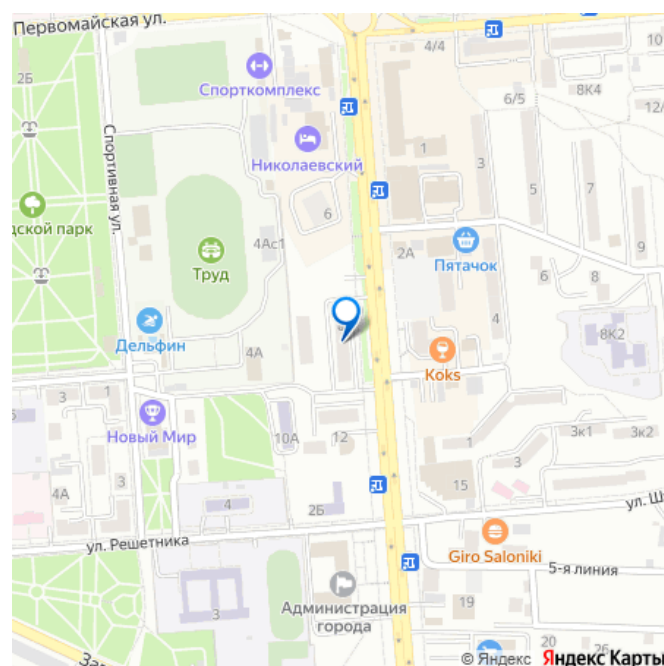 Первомайская ул.
4/4
10
2Б
Спорткомплекс
8К4
6/5
12/
Спортивная ул.
Николаевский
1
3
5
7
9
6
дской парк
4Ас1
Труд
2А
Пятачок
6
8
Дельфин
4
8К2
4А
Koks
3
1
Новый Мир
10А
12
1
3к1
3к2
3
3
4А
15
4
2Б
ул. Ш
ул. Решетника
Giro Saloniki
5-я линия
Администрация
города
19
3
20
26
© Яндекс Яндекс Карты